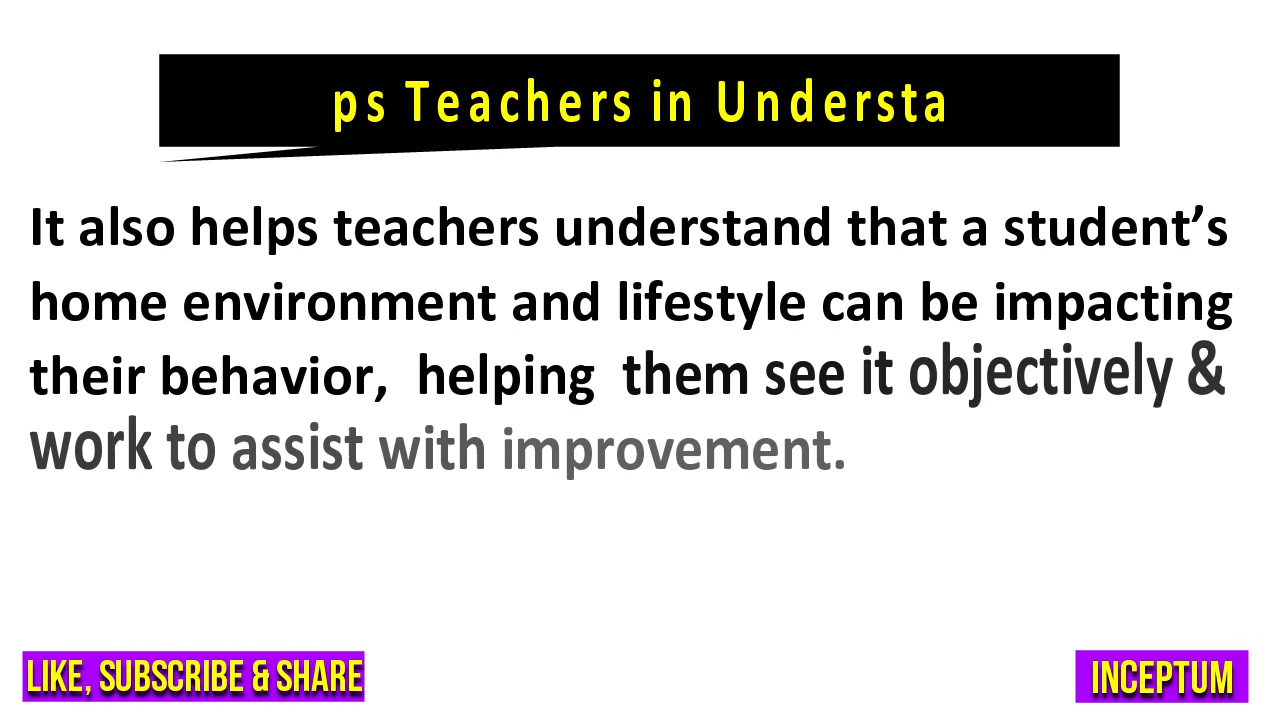 ps Teachers in Understa
It also helps teachers understand that a student’s
home environment and lifestyle can be impacting
their behavior, helping them see it objectively &
work to assist with improvement.
LIKE, SUBSCRIBE & SHARE
INCEPTUM